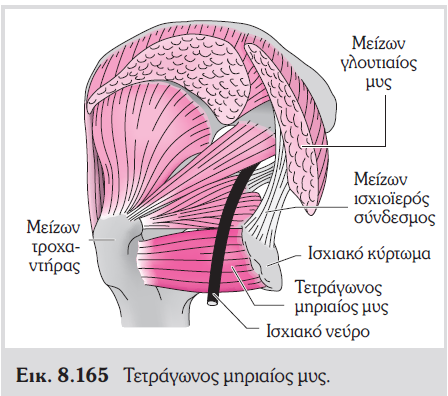 Μείζων
γλουτιαίος
μυς
Μείζων
ισχιοϊερός
σύνδεσμος
Μείζων
τροχα-
ντήρας
Ισχιακό κύρτωμα
Τετράγωνος
μηριαίος μυς
Ισχιακό νεύρο
Εικ. 8.165 Τετράγωνος μηριαίος μυς.